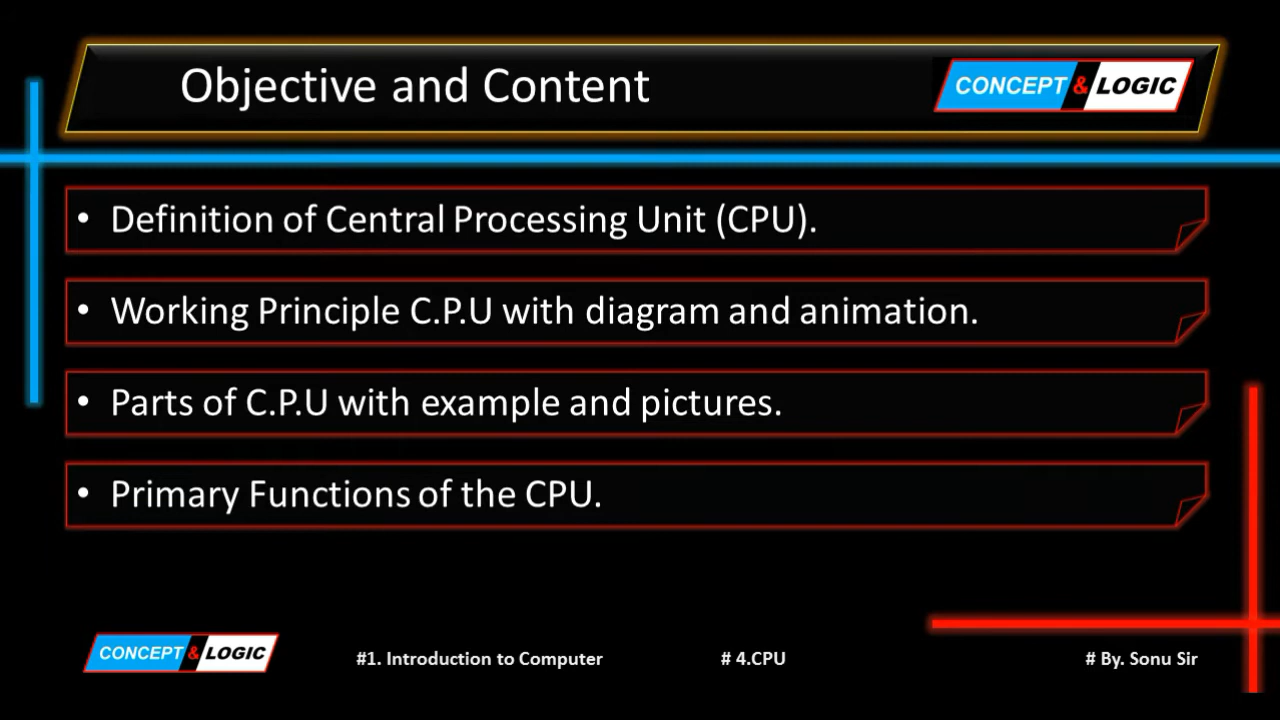 Objective and Content
CONCEPT & LOGIC
• Definition of Central Processing Unit (CPU).
• Working Principle C.P.U with diagram and animation.
• Parts of C.P.U with example and pictures.
• Primary Functions of the CPU.
CONCEPT & LOGIC
#1. Introduction to Computer
# 4.CPU
# By. Sonu Sir